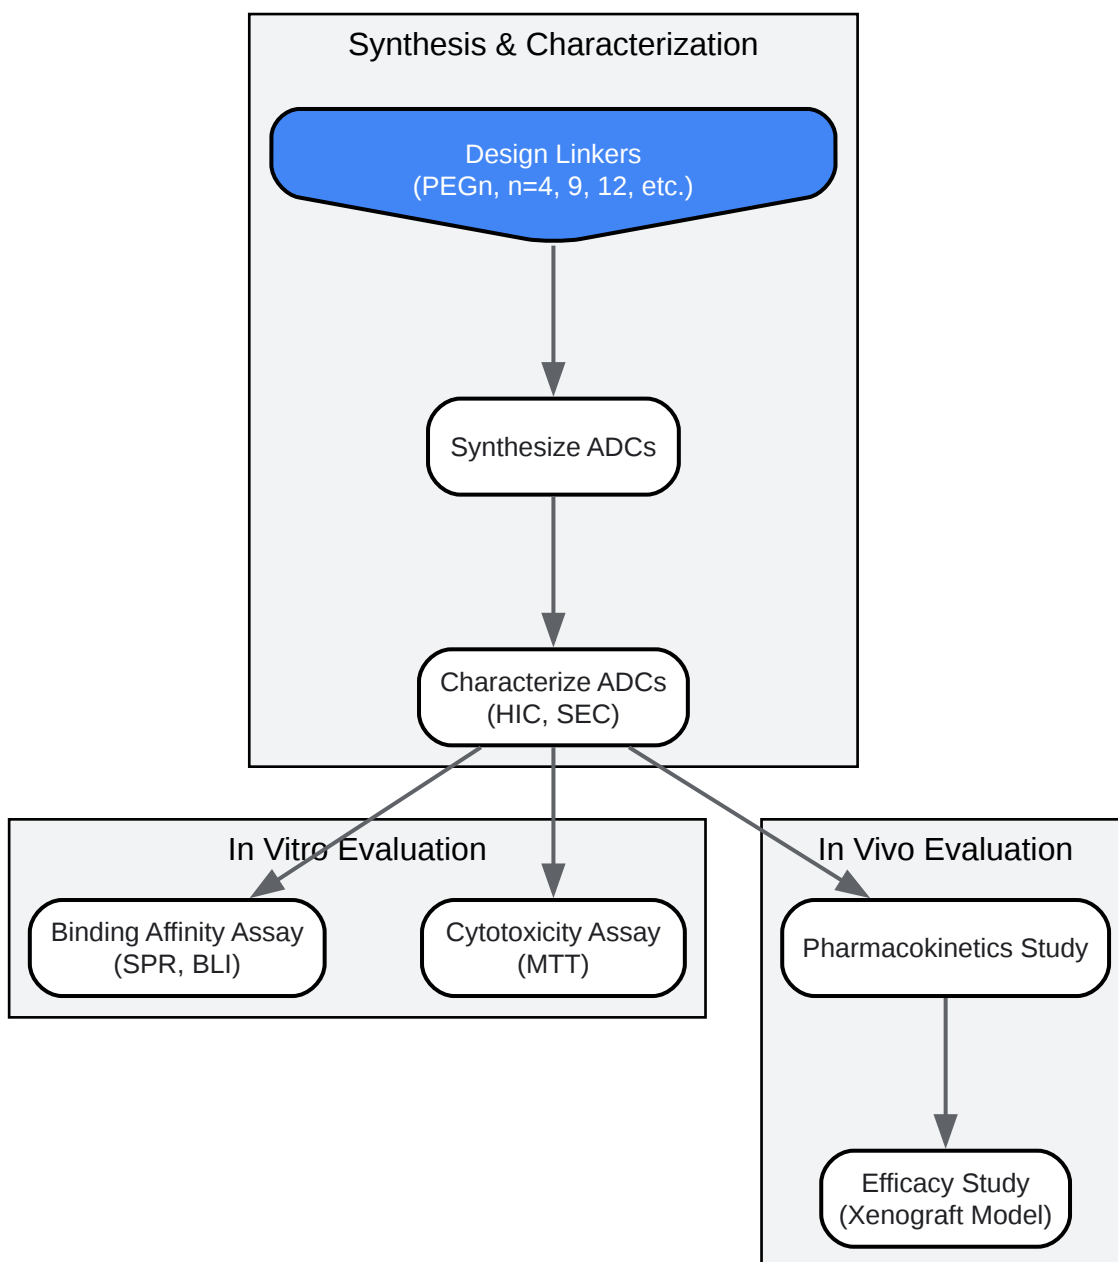 Synthesis & Characterization
Design Linkers
(PEGn, n=4, 9, 12, etc.)
Synthesize ADCs
Characterize ADCs
(HIC, SEC)
In Vitro Evaluation
Binding Affinity Assay
(SPR, BLI)
Cytotoxicity Assay
(MTT)
In Vivo Evaluation
Pharmacokinetics Study
Efficacy Study
(Xenograft Model)